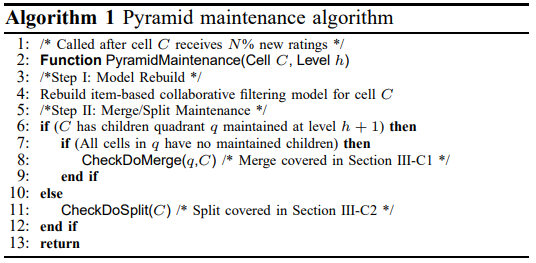 Algorithm 1 Pyramid maintenance algorithm
1: /* Called after cell C receives N% new ratings */
2: Function PyramidMaintenance(Cell C, Level h)
3: /*Step I: Model Rebuild */
4: Rebuild item-based collaborative filtering model for cell C
5: /*Step II: Merge/Split Maintenance */
6: if (C has children quadrant q maintained at level h + 1) then
7: if (All cells in q have no maintained children) then
8: CheckDoMerge(q,C) /* Merge covered in Section III-C1 */
9: end if
10: else
11: CheckDoSplit(C) /* Split covered in Section III-C2 */
12: end if
13: return